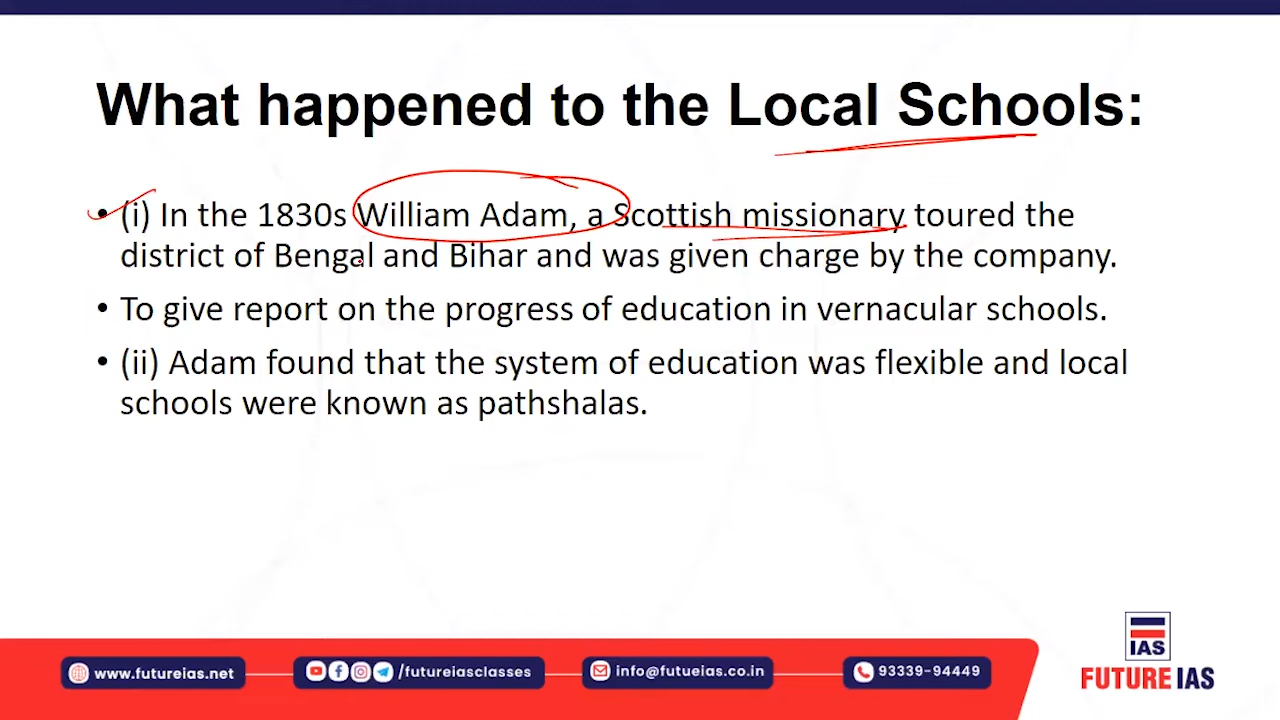 What happened to the Local Schools:
• (i) In the 1830s William Adam, a Scottish missionary toured the
district of Bengal and Bihar and was given charge by the company.
• To give report on the progress of education in vernacular schools.
• (ii) Adam found that the system of education was flexible and local
schools were known as pathshalas.
www.futureias.net
/futureiasclasses
info@futueias.co.in
93339-94449
IAS
FUTURE IAS